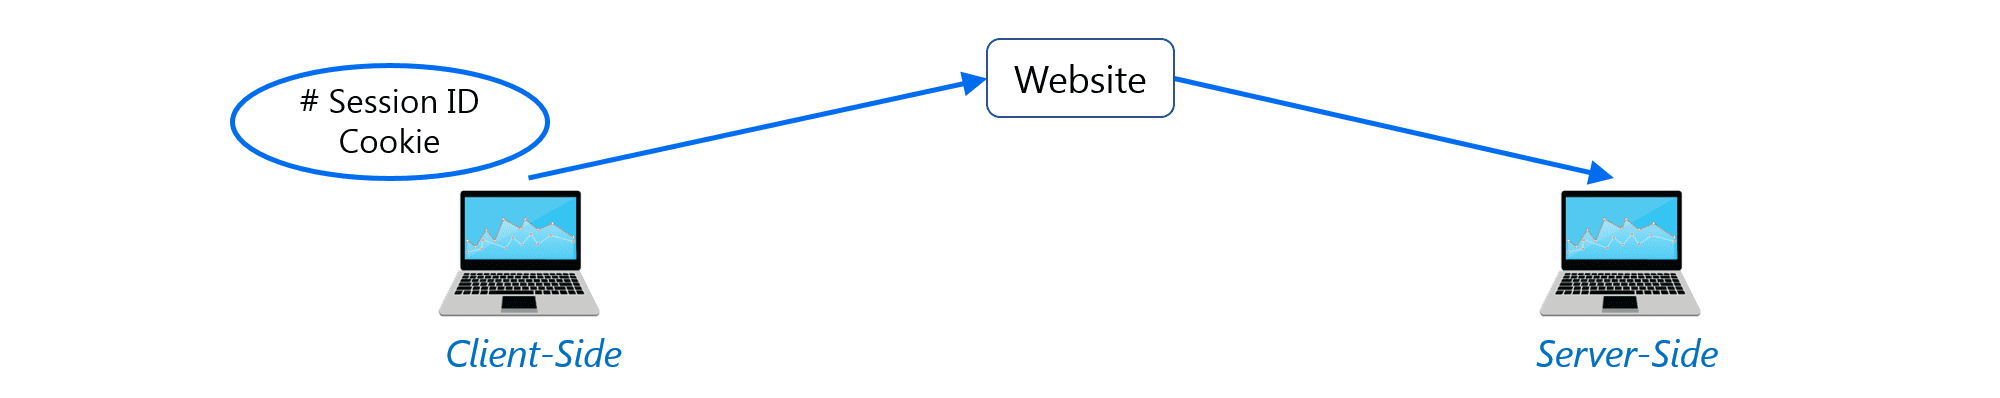 # Session ID
Cookie
Website
Client-Side
Server-Side